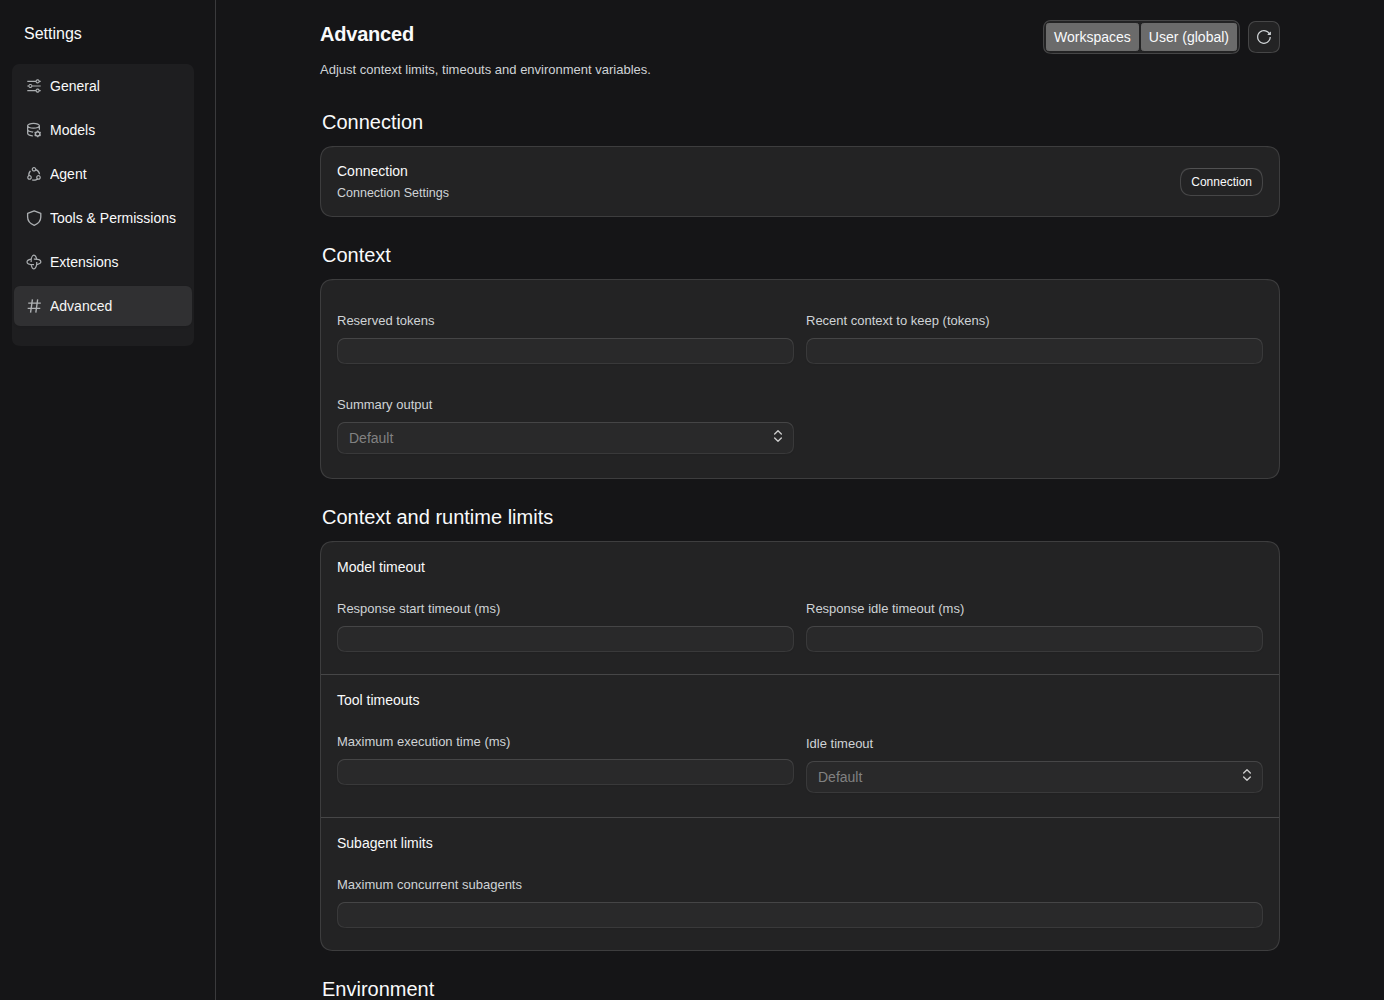 Settings
General
Models
Agent
Tools & Permissions
Extensions
Advanced
Advanced
Workspaces
User (global)
Adjust context limits, timeouts and environment variables.
Connection
Connection
Connection Settings
Connection
Context
Reserved tokens
Recent context to keep (tokens)
Summary output
Default
Context and runtime limits
Model timeout
Response start timeout (ms)
Response idle timeout (ms)
Tool timeouts
Maximum execution time (ms)
Idle timeout
Default
Subagent limits
Maximum concurrent subagents
Environment